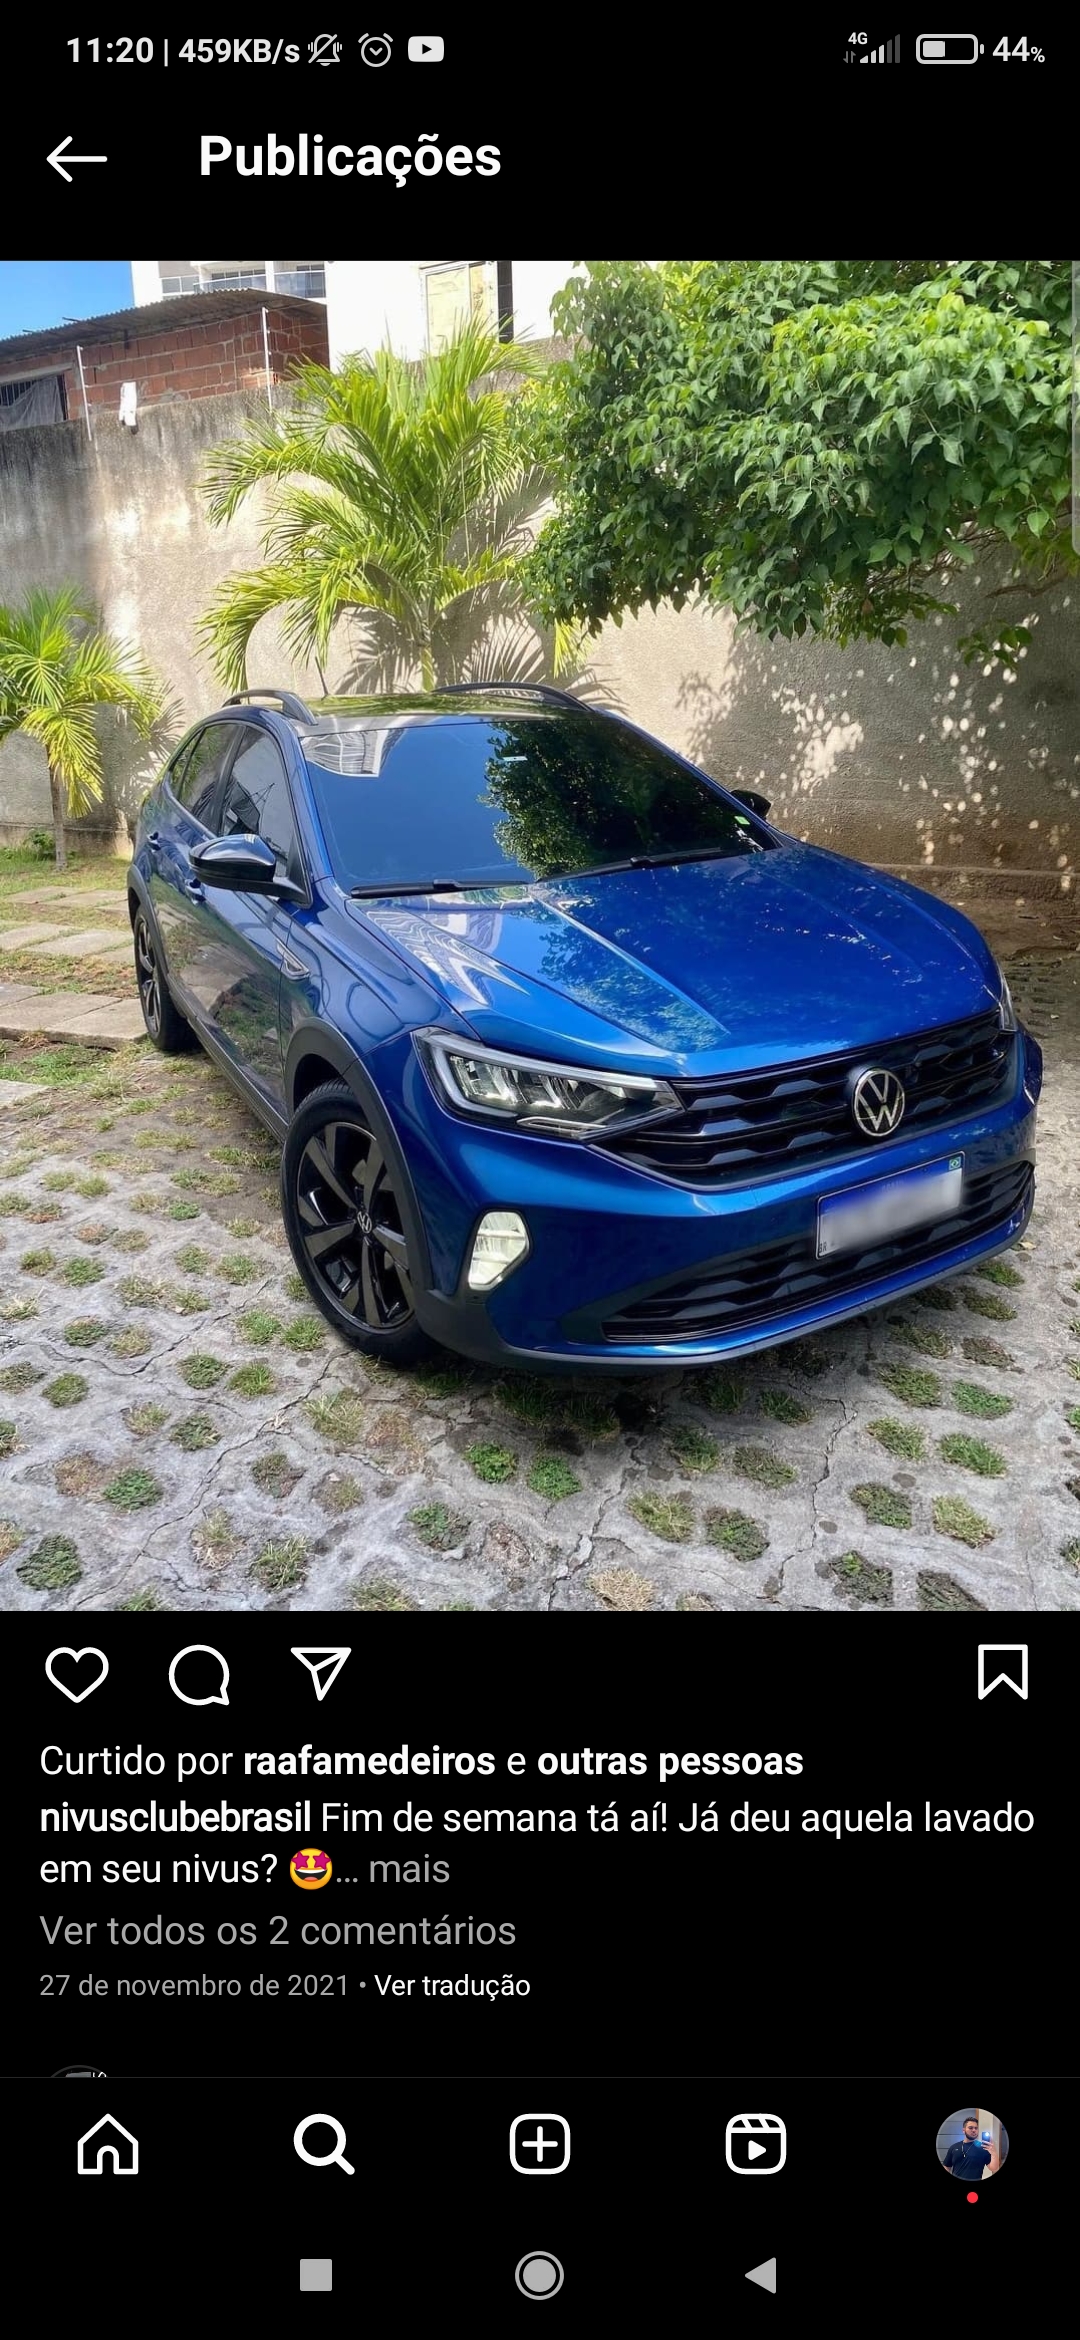 11:20 | 459KB/s 4G 44%
Publicações
Curtido por raafamedeiros e outras pessoas
nivusclubebrasil Fim de semana tá aí! Já deu aquela lavado
em seu nivus? 🤩... mais
Ver todos os 2 comentários
27 de novembro de 2021 • Ver tradução